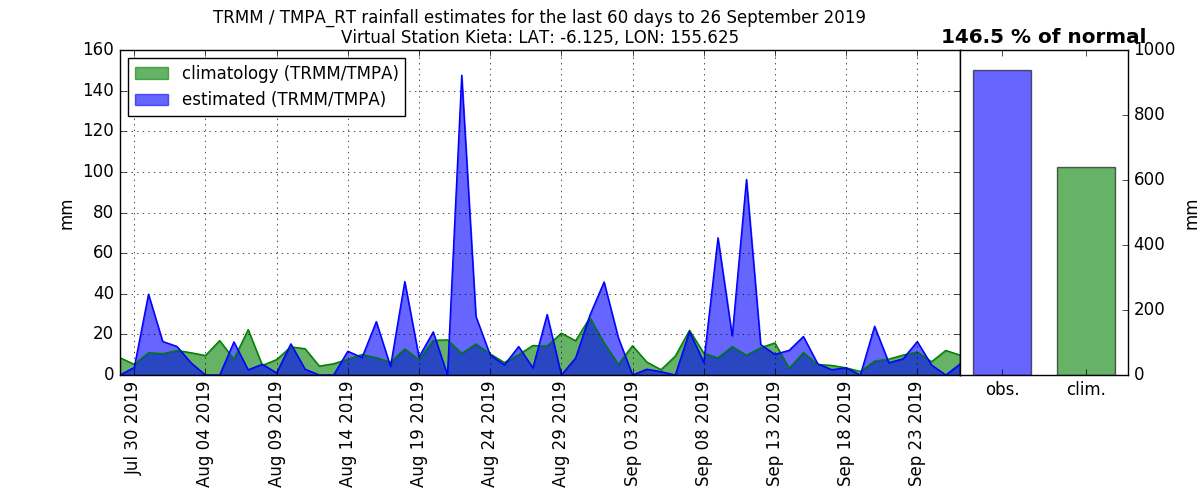 TRMM / TMPA_RT rainfall estimates for the last 60 days to 26 September 2019
Virtual Station Kieta: LAT: -6.125, LON: 155.625
146.5 % of normal
climatology (TRMM/TMPA)
estimated (TRMM/TMPA)
mm
160
140
120
100
80
60
40
20
0
Jul 30 2019
Aug 04 2019
Aug 09 2019
Aug 14 2019
Aug 19 2019
Aug 24 2019
Aug 29 2019
Sep 03 2019
Sep 08 2019
Sep 13 2019
Sep 18 2019
Sep 23 2019
obs.
clim.
1000
800
600
400
200
0
mm